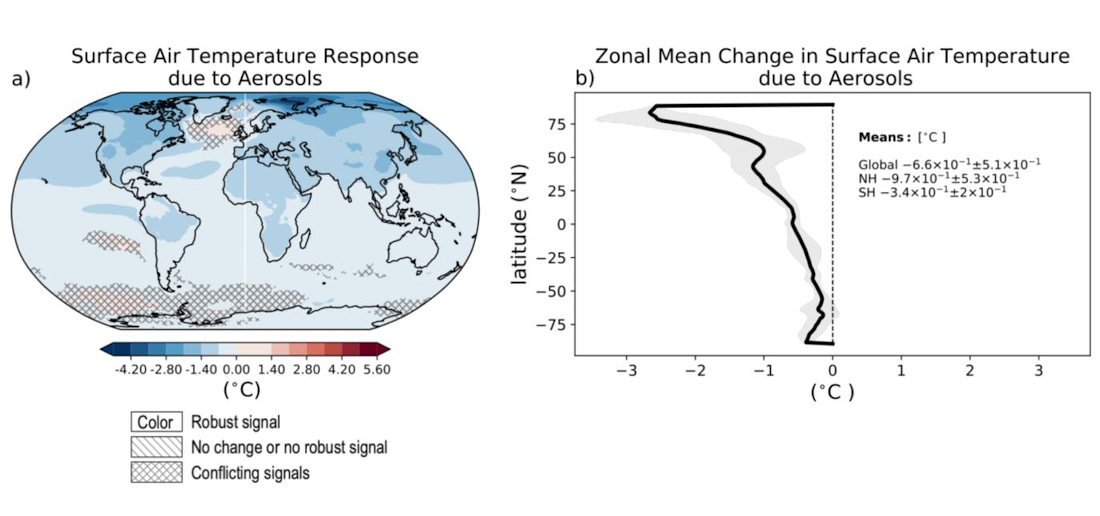 Surface Air Temperature Response
due to Aerosols
a)
-4.20 -2.80 -1.40 0.00 1.40 2.80 4.20 5.60
(°C)
Color Robust signal
No change or no robust signal
Conflicting signals
Zonal Mean Change in Surface Air Temperature
due to Aerosols
b)
Means: [°C ]
Global −6.6×10⁻¹±5.1×10⁻¹
NH −9.7×10⁻¹±5.3×10⁻¹
SH −3.4×10⁻¹±2×10⁻¹
latitude (°N)
75
50
25
0
−25
−50
−75
−3 −2 −1 0 1 2 3
(°C )